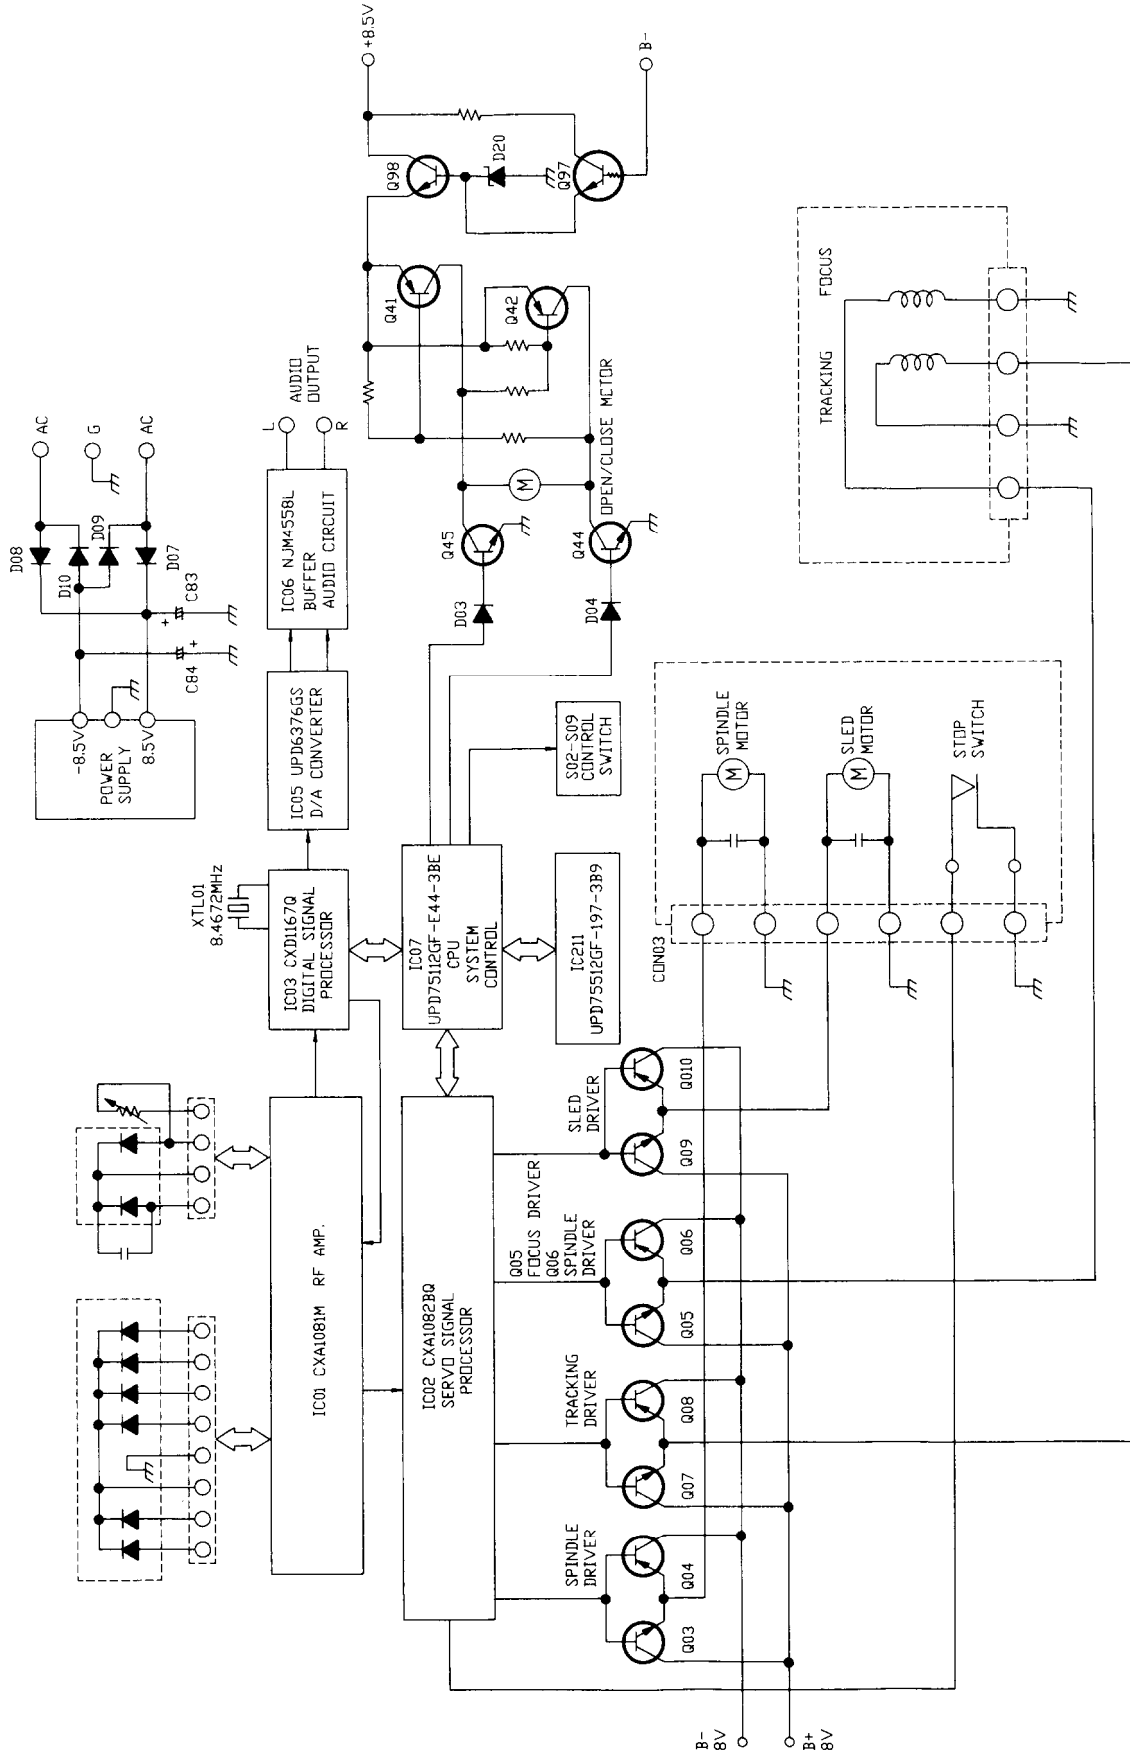 +8.5V
B-
Q98
D20
Q97
Q41
Q42
AC
G
AC
D08
D10
D09
D07
C84
+
C83
+
-8.5V
POWER
SUPPLY
8.5V
AUDIO
OUTPUT
L
R
IC06 NJM4558L
BUFFER
AUDIO CIRCUIT
IC05 UPD6376GS
D/A CONVERTER
XTL01
8.4672MHz
IC03 CXD1167Q
DIGITAL SIGNAL
PROCESSOR
IC01 CXA1081M RF AMP.
IC02 CXA1082BQ
SERVO SIGNAL
PROCESSOR
IC07
UPD75112GF-E44-3BE
CPU
SYSTEM
CONTROL
IC211
UPD75512GF-197-3B9
S02-S09
CONTROL
SWITCH
D03
D04
Q45
Q44
M
OPEN/CLOSE MOTOR
TRACKING
FOCUS
M
SPINDLE
MOTOR
M
SLED
MOTOR
STOP
SWITCH
CON03
SLED
DRIVER
Q09
Q010
Q05
FOCUS DRIVER
Q06
SPINDLE
DRIVER
Q05
Q06
TRACKING
DRIVER
Q07
Q08
SPINDLE
DRIVER
Q03
Q04
B-
8V
B+
8V